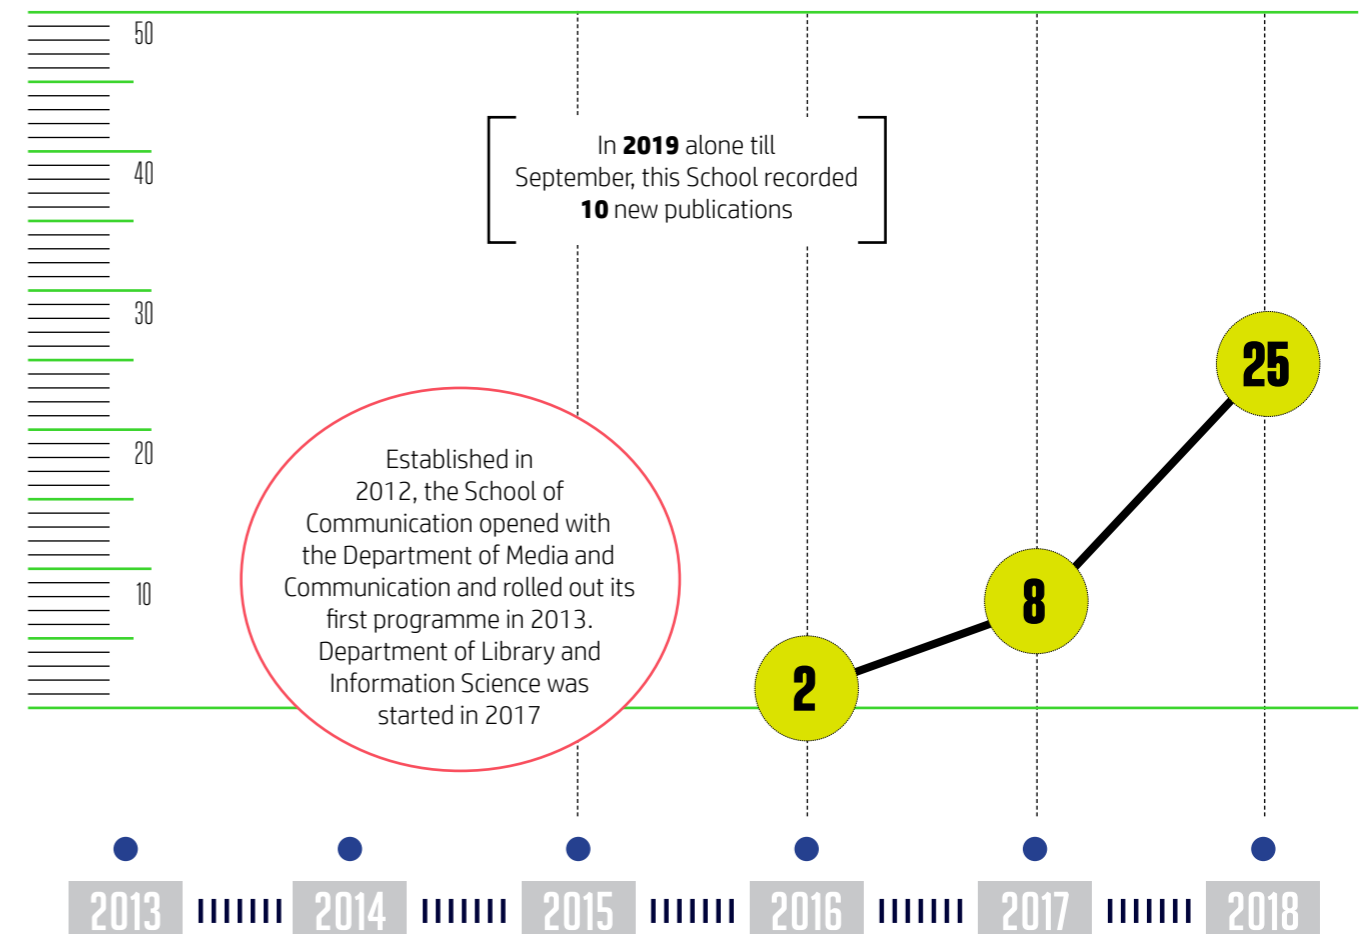 50
In 2019 alone till
September, this School recorded
10 new publications
40
30
25
20
Established in
2012, the School of
Communication opened with
the Department of Media and
Communication and rolled out its
first programme in 2013.
Department of Library and
Information Science was
started in 2017
10
8
2
2013 2014 2015 2016 2017 2018